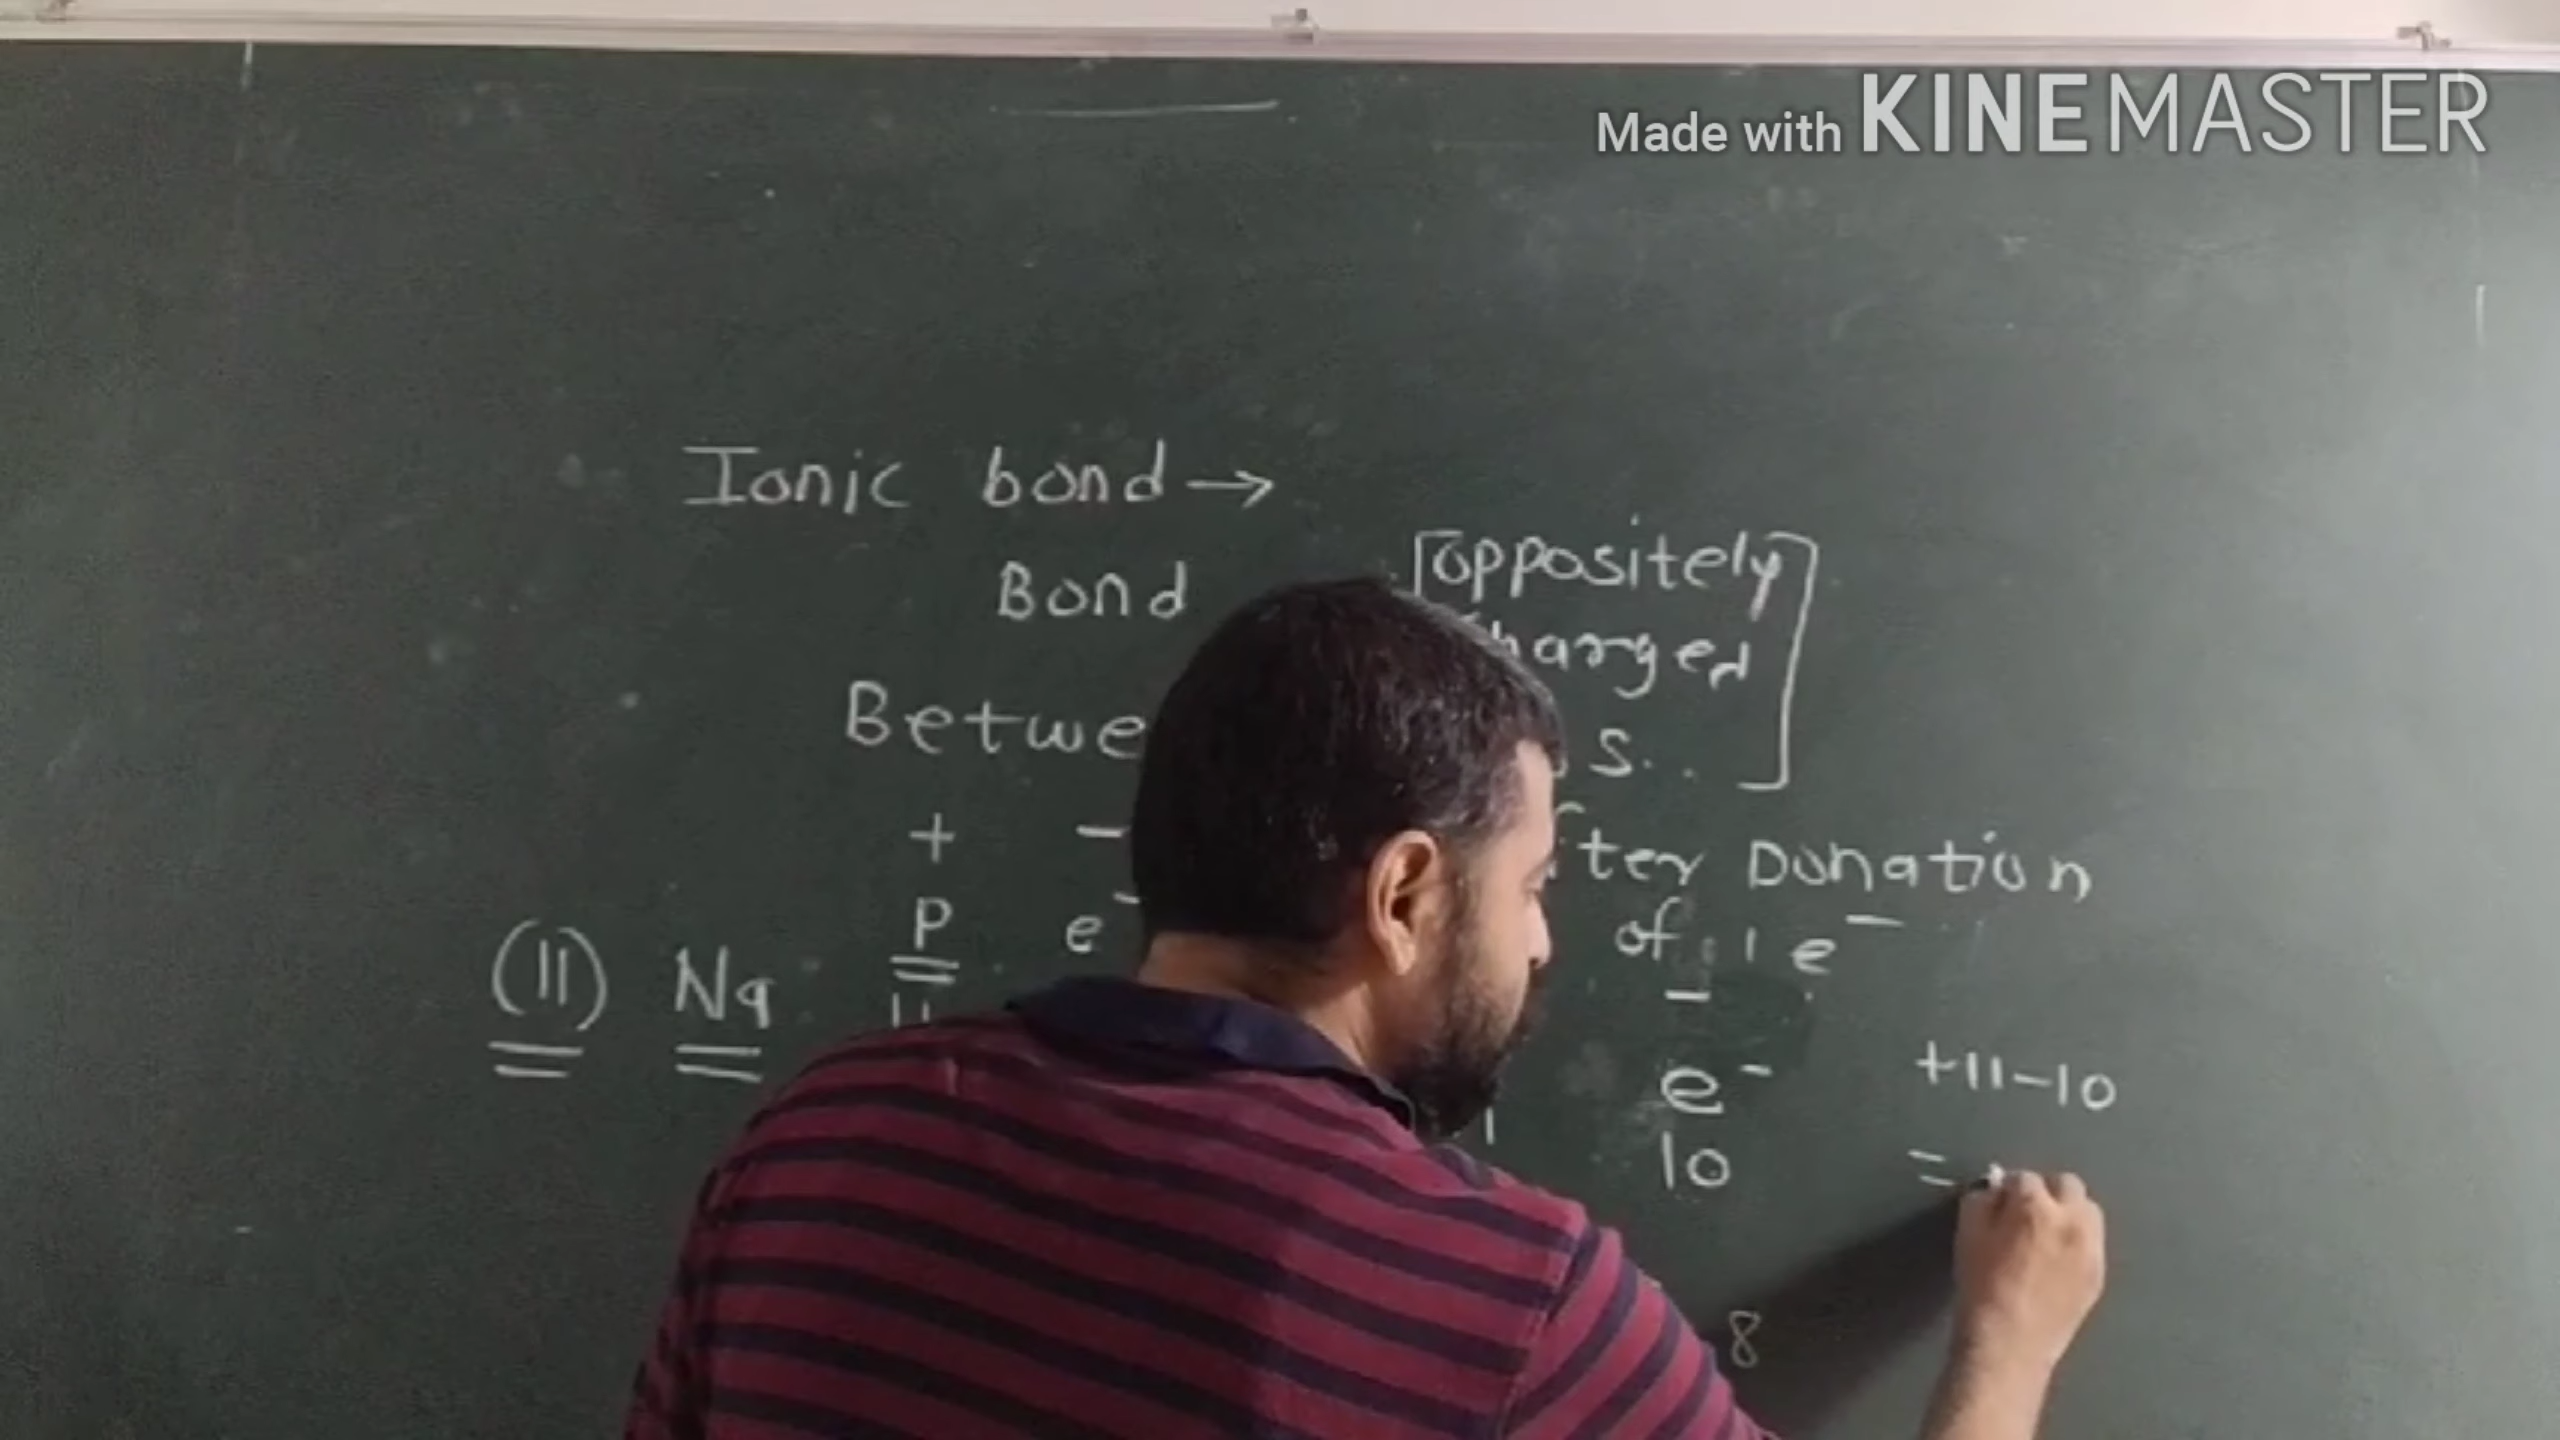 Made with KINEMASTER
Ionic bond →
Bond [oppositely
charged
Betwe s..]
+ - ter Donation
P e⁻ of 1 e⁻
(11) Na 11 -
e⁻ +11-10
10 =
8